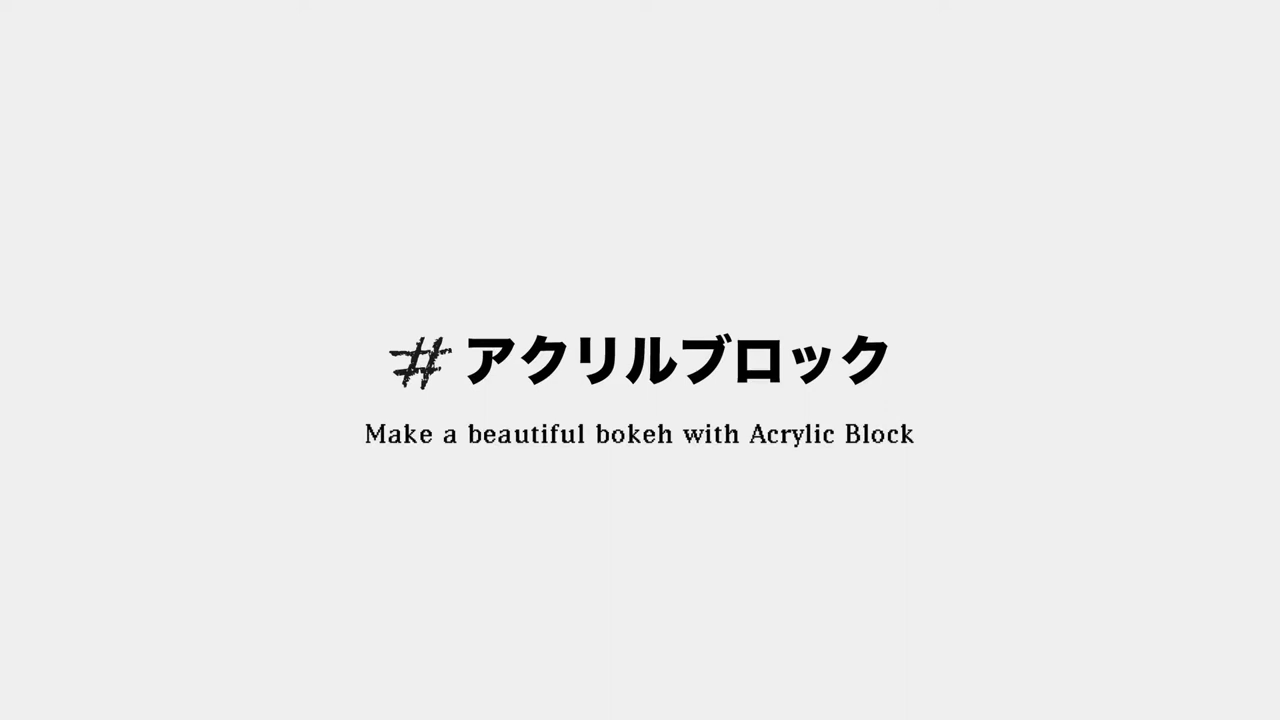 #アクリルブロック
Make a beautiful bokeh with Acrylic Block